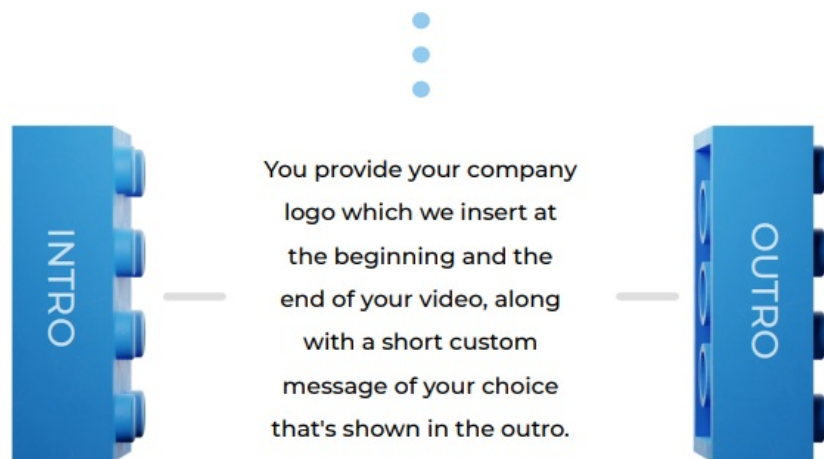 INTRO
You provide your company
logo which we insert at
the beginning and the
end of your video, along
with a short custom
message of your choice
that's shown in the outro.
OUTRO